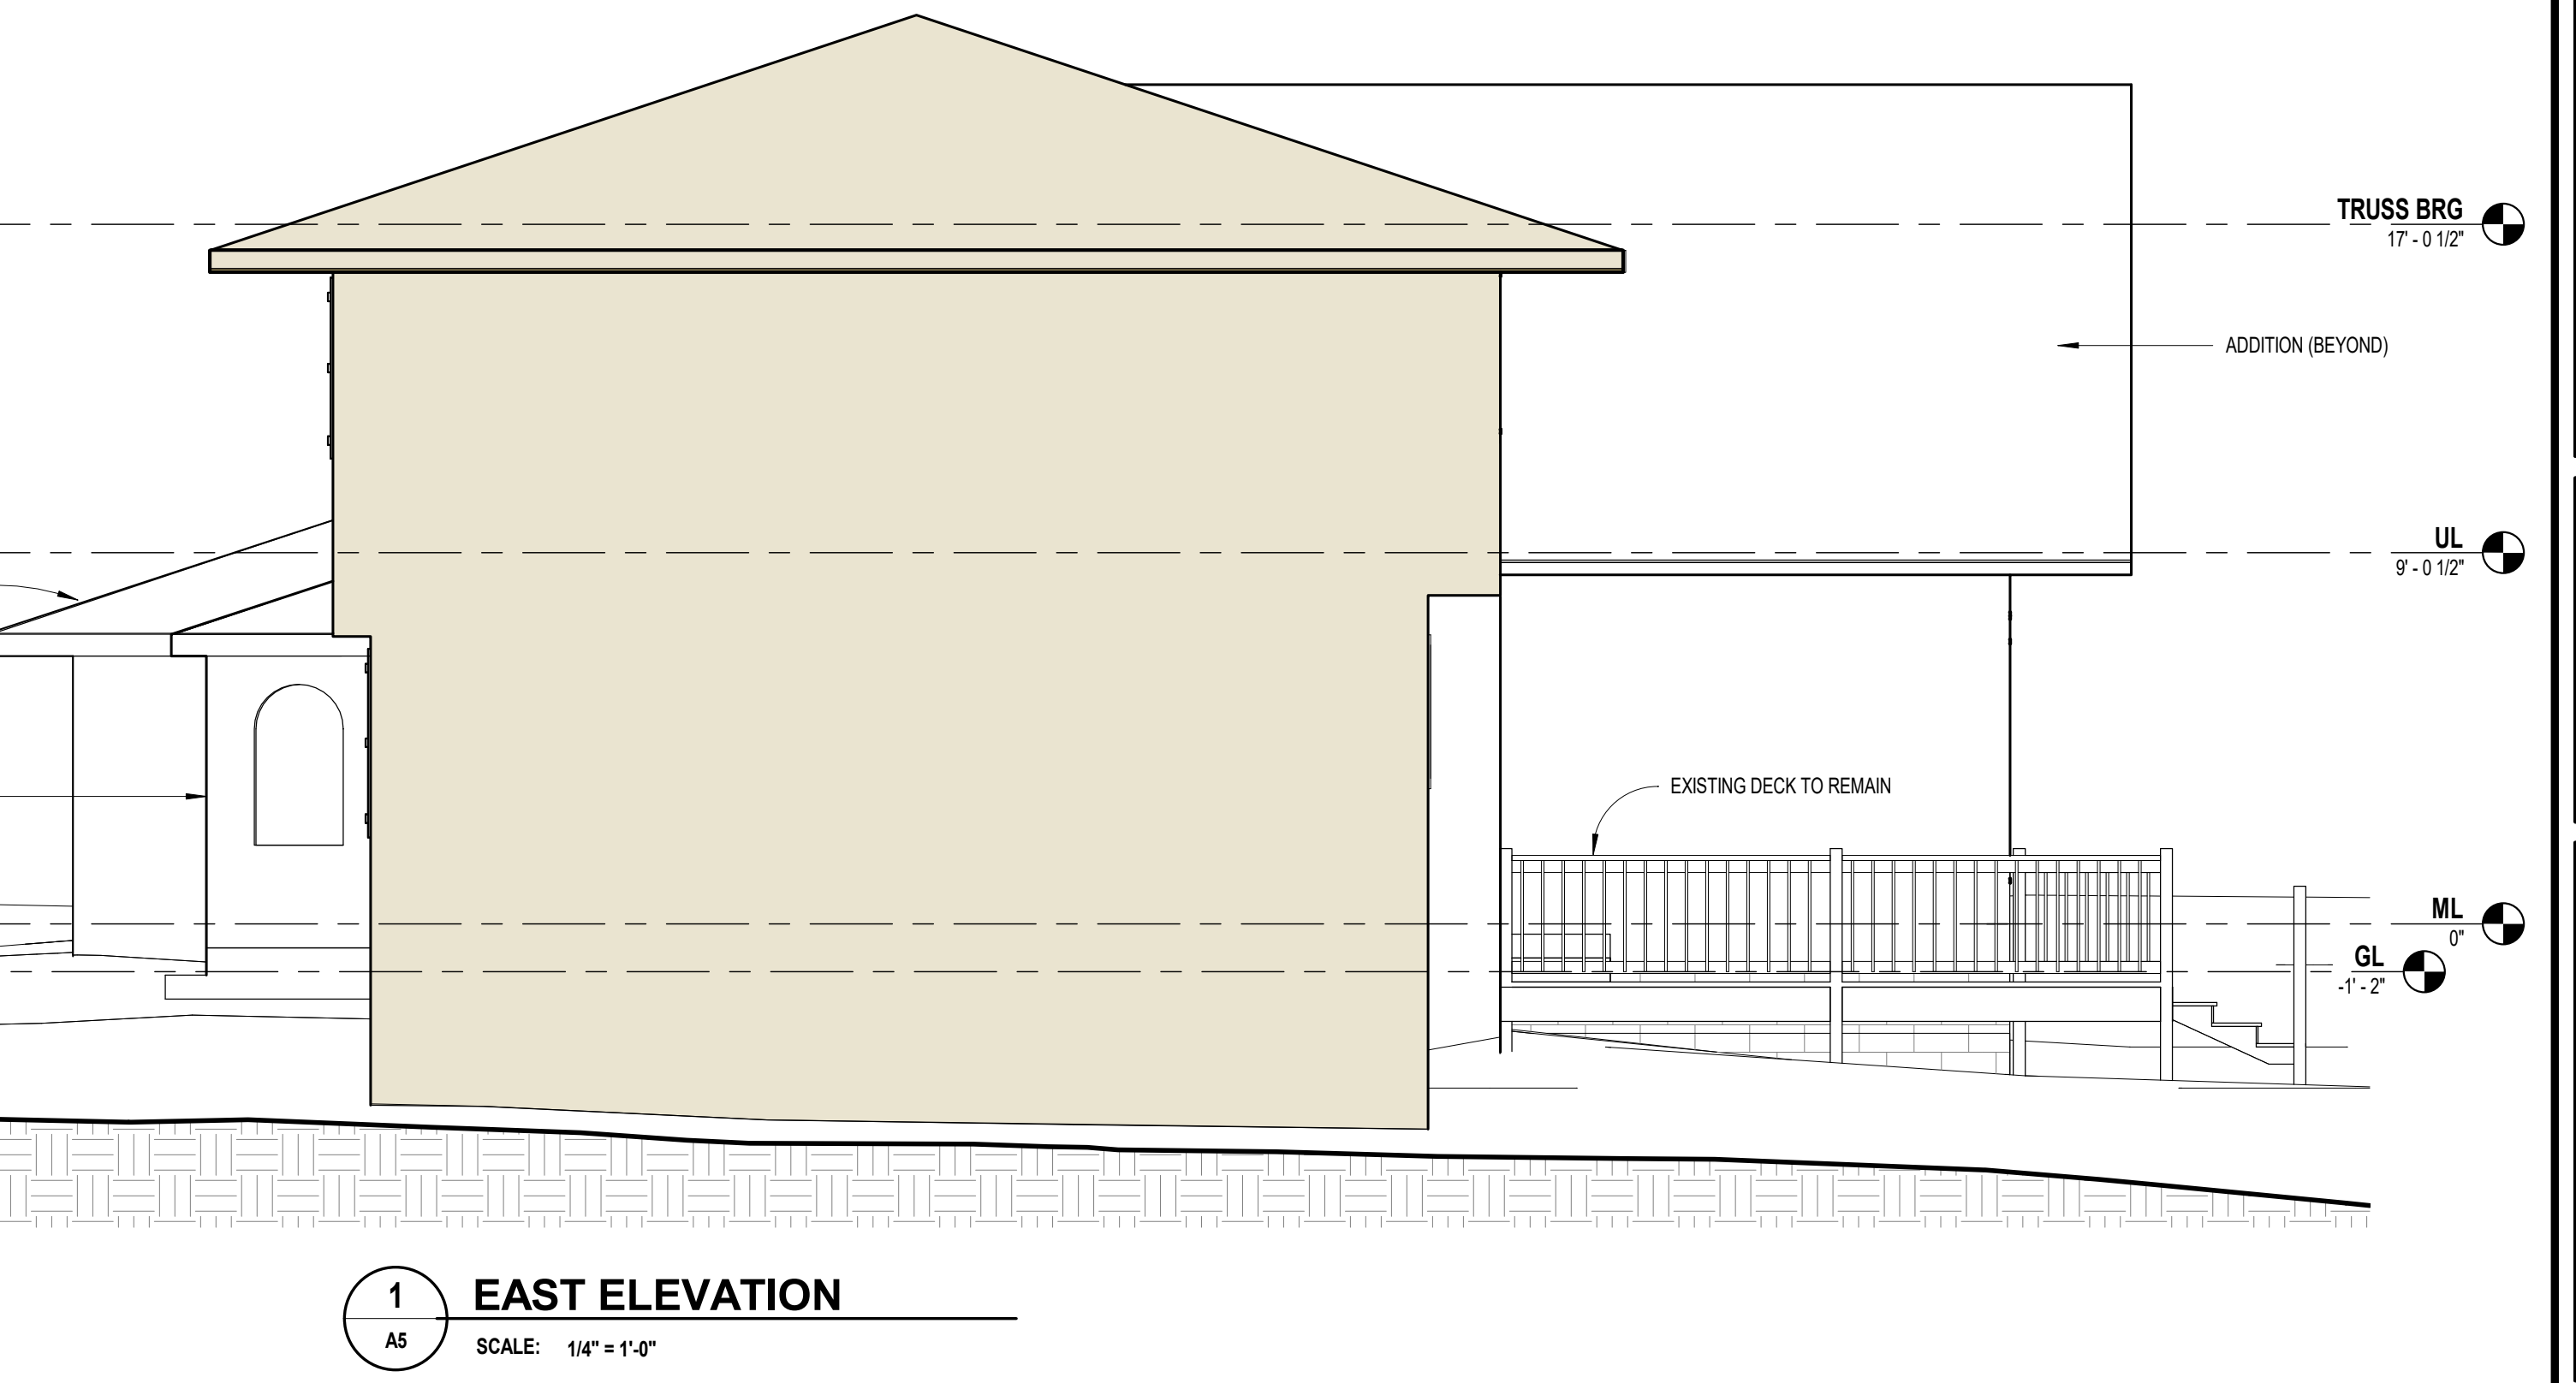 TRUSS BRG
17' - 0 1/2"
ADDITION (BEYOND)
UL
9' - 0 1/2"
EXISTING DECK TO REMAIN
ML
0"
GL
-1' - 2"
1
A5
EAST ELEVATION
SCALE: 1/4" = 1'-0"